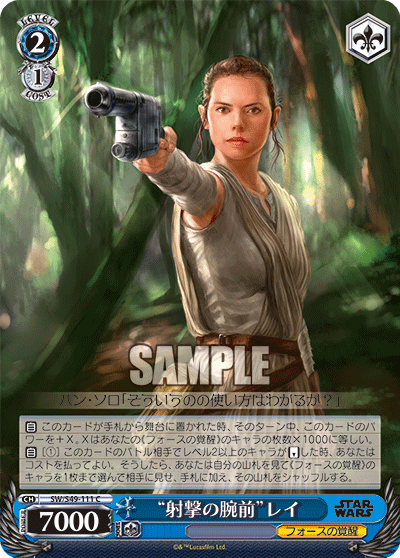 LEVEL
2
1
COST
SAMPLE
ハン・ソロ「そういうのの使い方はわかるか?」
自 このカードが手札から舞台に置かれた時、そのターン中、このカードのパ
ワーを+X。Xはあなたの《フォースの覚醒》のキャラの枚数×1000に等しい。
自 [①] このカードのバトル相手でレベル2以上のキャラが した時、あなたは
コストを払ってよい。そうしたら、あなたは自分の山札を見て《フォースの覚醒》
のキャラを1枚まで選んで相手に見せ、手札に加え、その山札をシャッフルする。
CH SW/S49-111 C
POWER
7000
“射撃の腕前”レイ
STAR
WARS
フォースの覚醒
©&™Lucasfilm Ltd.